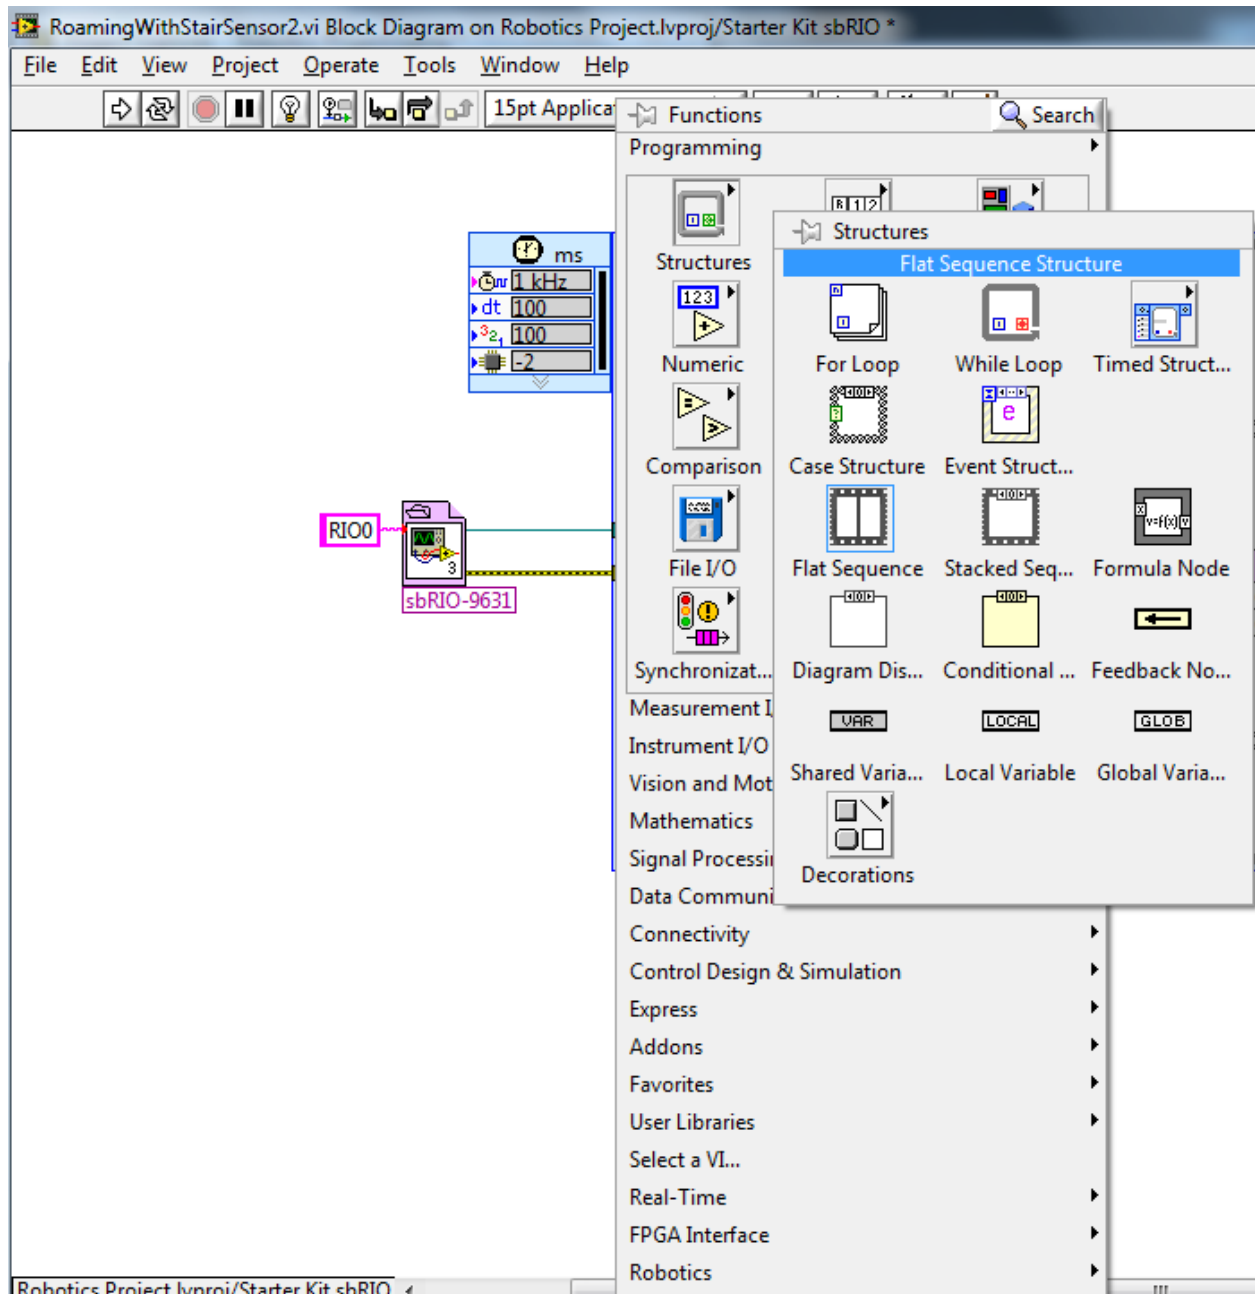 RoamingWithStairSensor2.vi Block Diagram on Robotics Project.lvproj/Starter Kit sbRIO *
File Edit View Project Operate Tools Window Help
15pt Applica
Functions Search
Programming
Structures
Flat Sequence Structure
ms
1 kHz
dt 100
100
-2
Structures
Numeric
Comparison
File I/O
Synchronizat...
For Loop While Loop Timed Struct...
Case Structure Event Struct...
Flat Sequence Stacked Seq... Formula Node
Diagram Dis... Conditional ... Feedback No...
VAR LOCAL GLOB
Shared Varia... Local Variable Global Varia...
Decorations
123
v=f(x)
RIO0
3
sbRIO-9631
Measurement I
Instrument I/O
Vision and Mot
Mathematics
Signal Processi
Data Communi
Connectivity
Control Design & Simulation
Express
Addons
Favorites
User Libraries
Select a VI...
Real-Time
FPGA Interface
Robotics
Robotics Project.lvproj/Starter Kit sbRIO